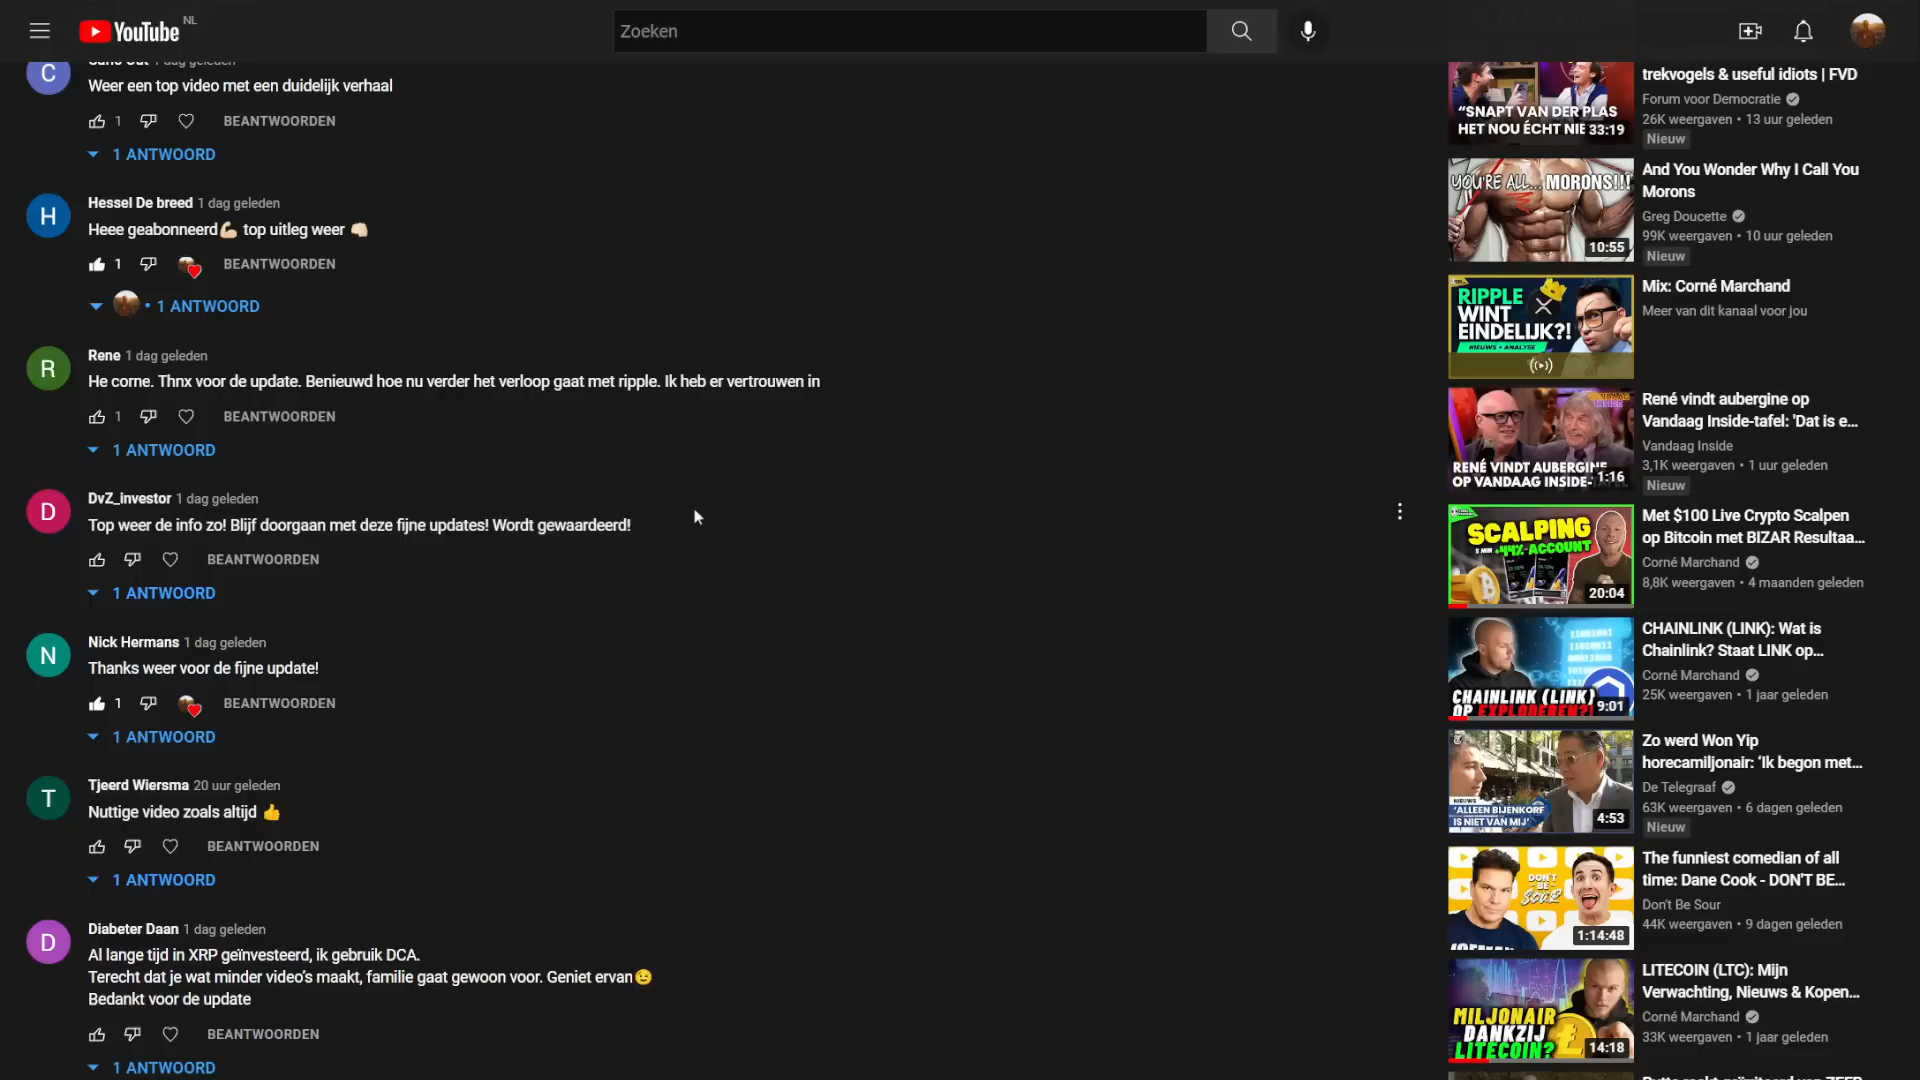 YouTube NL
Zoeken
1 dag geleden
Weer een top video met een duidelijk verhaal
1 BEANTWOORDEN
1 ANTWOORD
Hessel De breed 1 dag geleden
Heee geabonneerd💪🏻 top uitleg weer 👊🏻
1 BEANTWOORDEN
• 1 ANTWOORD
Rene 1 dag geleden
He corne. Thnx voor de update. Benieuwd hoe nu verder het verloop gaat met ripple. Ik heb er vertrouwen in
1 BEANTWOORDEN
1 ANTWOORD
DvZ_investor 1 dag geleden
Top weer de info zo! Blijf doorgaan met deze fijne updates! Wordt gewaardeerd!
BEANTWOORDEN
1 ANTWOORD
Nick Hermans 1 dag geleden
Thanks weer voor de fijne update!
1 BEANTWOORDEN
1 ANTWOORD
Tjeerd Wiersma 20 uur geleden
Nuttige video zoals altijd 👍
BEANTWOORDEN
1 ANTWOORD
Diabeter Daan 1 dag geleden
Al lange tijd in XRP geïnvesteerd, ik gebruik DCA.
Terecht dat je wat minder video's maakt, familie gaat gewoon voor. Geniet ervan😉
Bedankt voor de update
BEANTWOORDEN
1 ANTWOORD
C
H
R
D
N
T
D
"SNAPT VAN DER PLAS
HET NOU ÉCHT NIE 33:19
trekvogels & useful idiots | FVD
Forum voor Democratie
26K weergaven • 13 uur geleden
Nieuw
YOU'RE ALL... MORONS!!!
10:55
And You Wonder Why I Call You
Morons
Greg Doucette
99K weergaven • 10 uur geleden
Nieuw
RIPPLE
WINT
EINDELIJK?!
NIEUWS + ANALYSE
Mix: Corné Marchand
Meer van dit kanaal voor jou
VANDAAG
INSIDE
RENÉ VINDT AUBERGINE
OP VANDAAG INSIDE-
1:16
René vindt aubergine op
Vandaag Inside-tafel: 'Dat is e...
Vandaag Inside
3,1K weergaven • 1 uur geleden
Nieuw
SCALPING
5 MIN +44% ACCOUNT
20:04
Met $100 Live Crypto Scalpen
op Bitcoin met BIZAR Resultaa...
Corné Marchand
8,8K weergaven • 4 maanden geleden
CHAINLINK (LINK)
OP EXPLODEREN?!
9:01
CHAINLINK (LINK): Wat is
Chainlink? Staat LINK op...
Corné Marchand
25K weergaven • 1 jaar geleden
NIEUWS
'ALLEEN BIJENKORF
IS NIET VAN MIJ'
4:53
Zo werd Won Yip
horecamiljonair: 'Ik begon met...
De Telegraaf
63K weergaven • 6 dagen geleden
Nieuw
DON'T
BE
SOUR
1:14:48
The funniest comedian of all
time: Dane Cook - DON'T BE...
Don't Be Sour
44K weergaven • 9 dagen geleden
MILJONAIR
DANKZIJ
LITECOIN?
14:18
LITECOIN (LTC): Mijn
Verwachting, Nieuws & Kopen...
Corné Marchand
33K weergaven • 1 jaar geleden